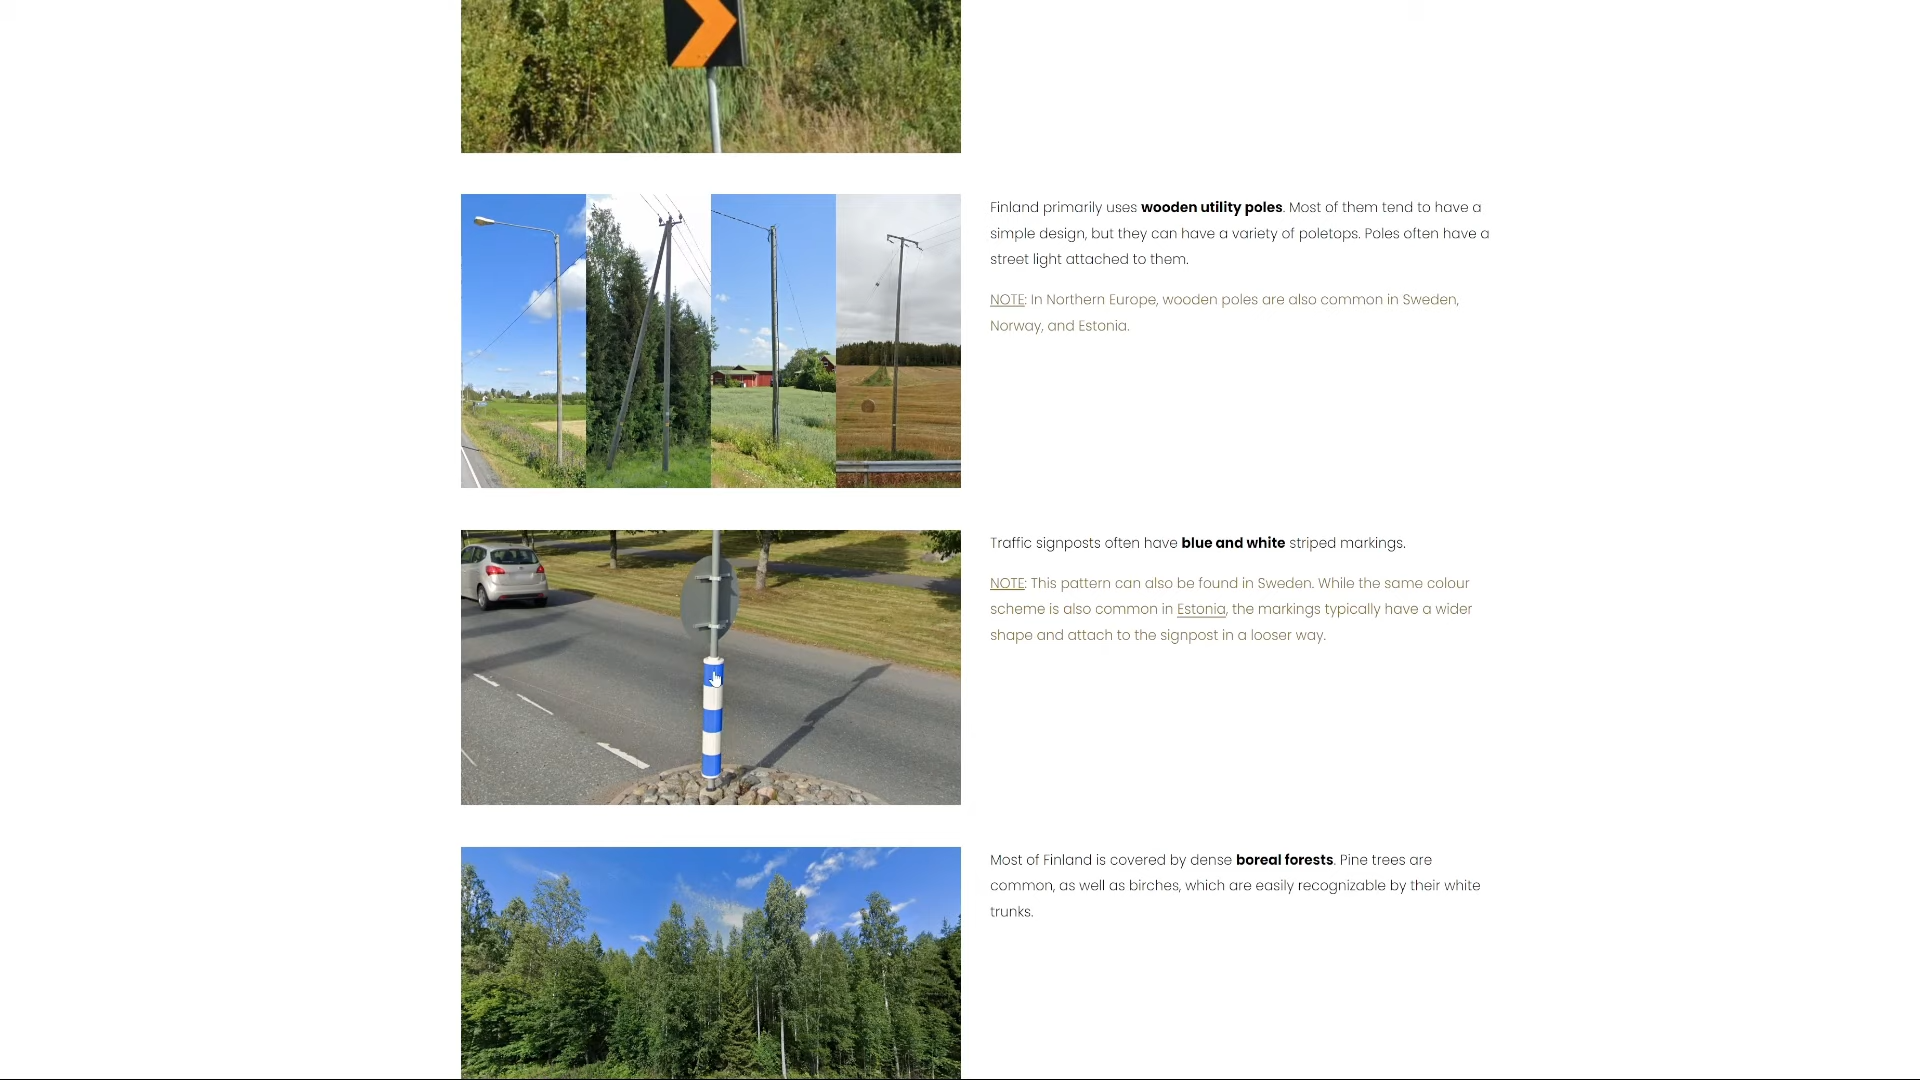 Finland primarily uses wooden utility poles. Most of them tend to have a
simple design, but they can have a variety of poletops. Poles often have a
street light attached to them.
NOTE: In Northern Europe, wooden poles are also common in Sweden,
Norway, and Estonia.
Traffic signposts often have blue and white striped markings.
NOTE: This pattern can also be found in Sweden. While the same colour
scheme is also common in Estonia, the markings typically have a wider
shape and attach to the signpost in a looser way.
Most of Finland is covered by dense boreal forests. Pine trees are
common, as well as birches, which are easily recognizable by their white
trunks.